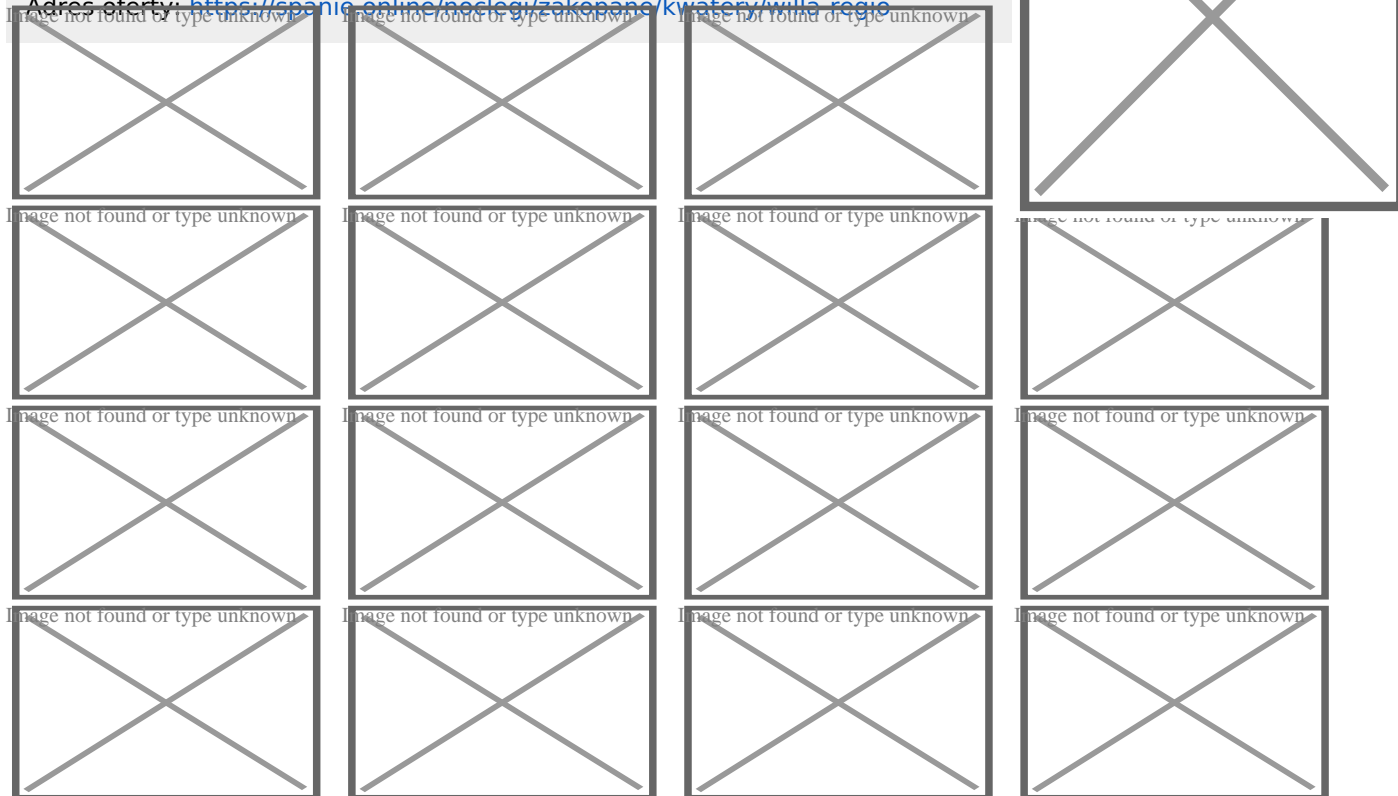 Adres oferty: https://spanie.online/noclegi/zakopane/kwatery/willa-regio
Image not found or type unknown Image not found or type unknown Image not found or type unknown
Image not found or type unknown Image not found or type unknown Image not found or type unknown Image not found or type unknown
Image not found or type unknown Image not found or type unknown Image not found or type unknown Image not found or type unknown
Image not found or type unknown Image not found or type unknown Image not found or type unknown Image not found or type unknown